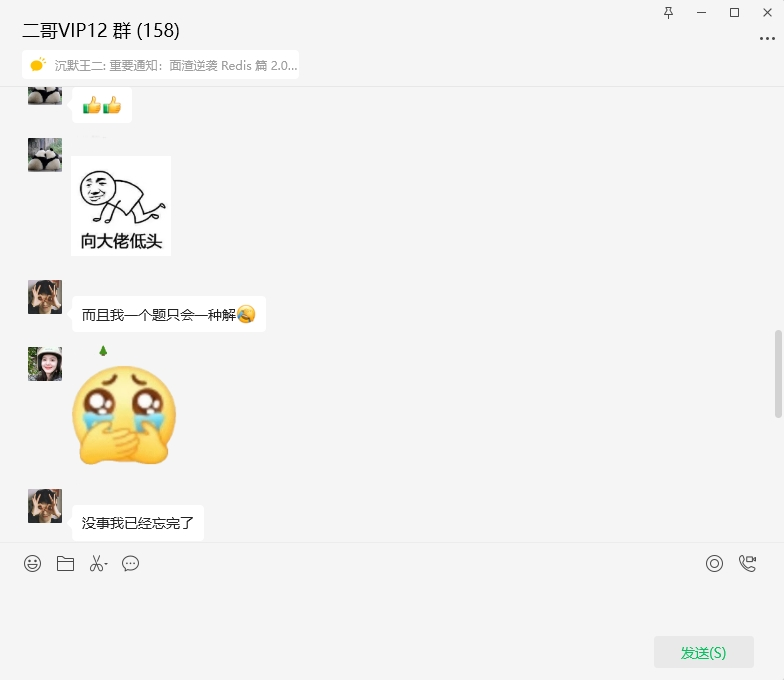 二哥VIP12 群 (158)
沉默王二: 重要通知：面渣逆袭 Redis 篇 2.0...
向大佬低头
而且我一个题只会一种解
没事我已经忘完了
发送(S)